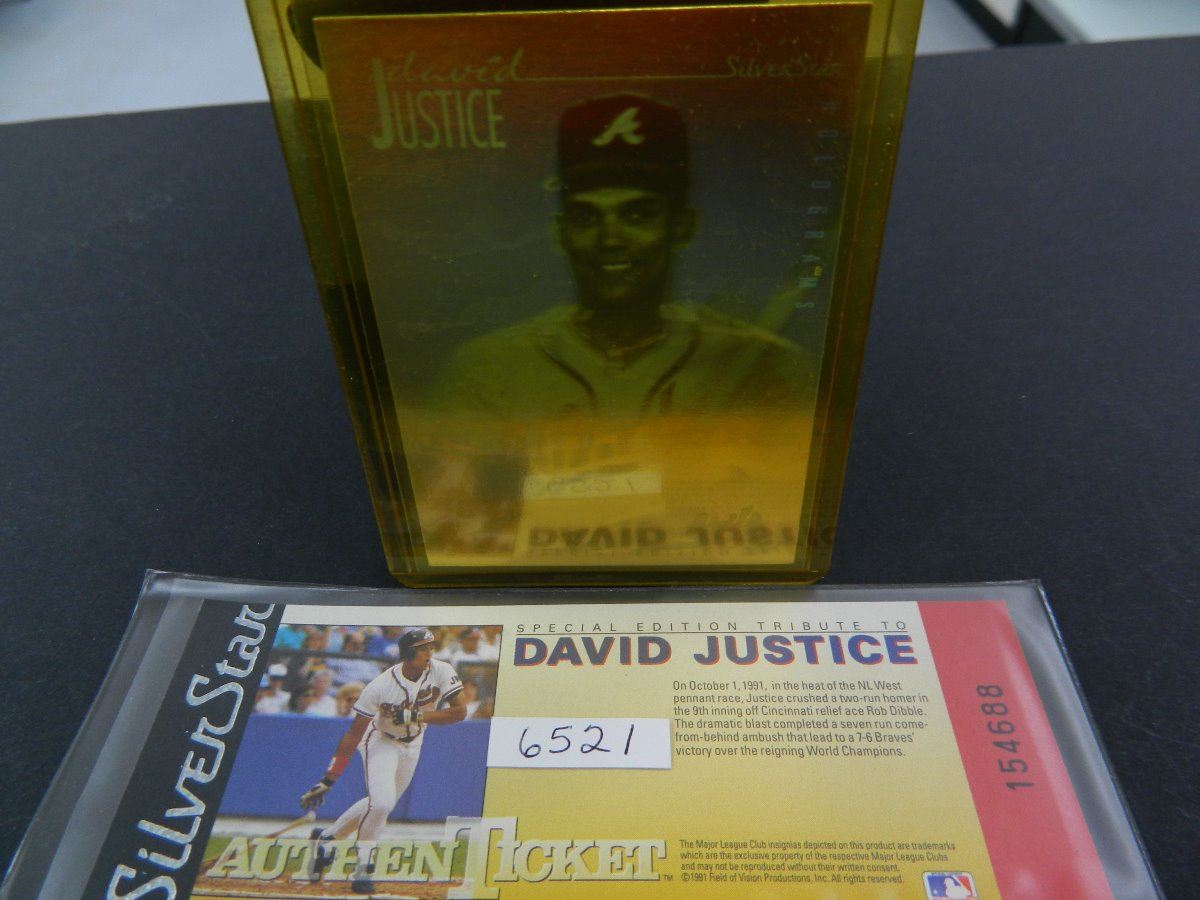 david
JUSTICE
SILVERSTAR
A
6521
DAVID JUSTIC
SilverStar
SPECIAL EDITION TRIBUTE TO
DAVID JUSTICE
On October 1, 1991, in the heat of the NL West
pennant race, Justice crushed a two-run homer in
the 9th inning off Cincinnati relief ace Rob Dibble.
The dramatic blast completed a seven run come-
from-behind ambush that lead to a 7-6 Braves'
victory over the reigning World Champions.
6521
154688
AUTHENTICKET™
The Major League Club insignias depicted on this product are trademarks
which are the exclusive property of the respective Major League Clubs
and may not be reproduced without their written consent.
©1991 Field of Vision Productions, Inc. All rights reserved.